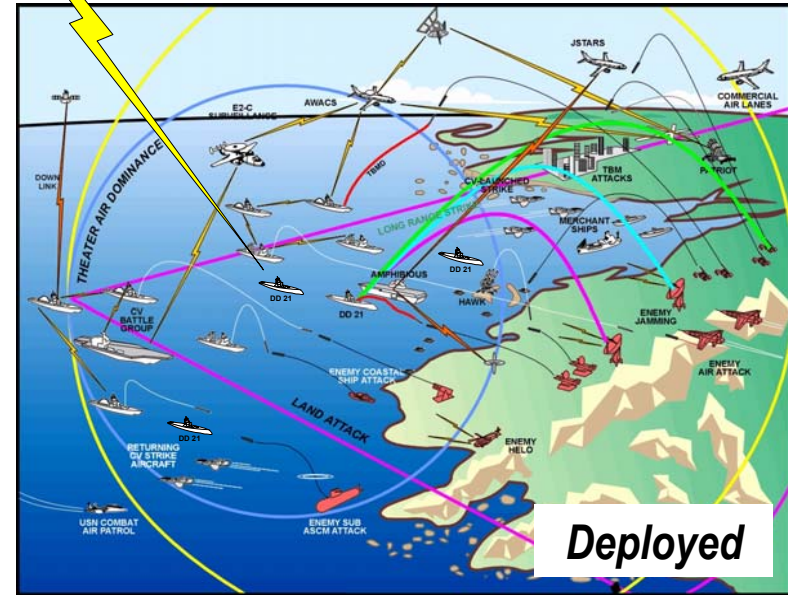 JSTARS
COMMERCIAL
AIR LANES
AWACS
E2-C
SURVEILLANCE
DOWN
LINK
THEATER AIR DOMINANCE
TBMD
CV-LAUNCHED
STRIKE
TBM
ATTACKS
PATRIOT
LONG RANGE STRIKE
MERCHANT
SHIPS
DD 21
AMPHIBIOUS
DD 21
HAWK
DD 21
CV
BATTLE
GROUP
ENEMY
JAMMING
ENEMY
AIR ATTACK
ENEMY COASTAL
SHIP ATTACK
LAND ATTACK
DD 21
ENEMY
HELO
RETURNING
CV STRIKE
AIRCRAFT
USN COMBAT
AIR PATROL
ENEMY SUB
ASCM ATTACK
Deployed